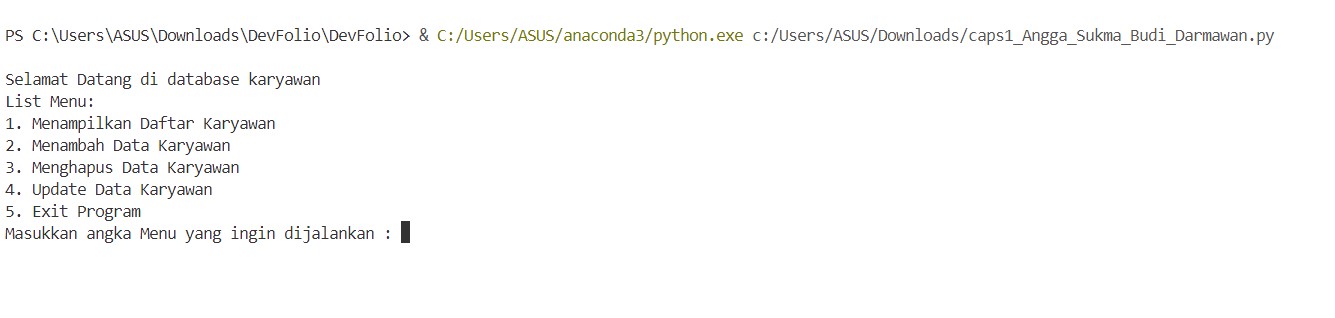 PS C:\Users\ASUS\Downloads\DevFolio\DevFolio> & C:/Users/ASUS/anaconda3/python.exe c:/Users/ASUS/Downloads/caps1_Angga_Sukma_Budi_Darmawan.py
Selamat Datang di database karyawan
List Menu:
1. Menampilkan Daftar Karyawan
2. Menambah Data Karyawan
3. Menghapus Data Karyawan
4. Update Data Karyawan
5. Exit Program
Masukkan angka Menu yang ingin dijalankan :